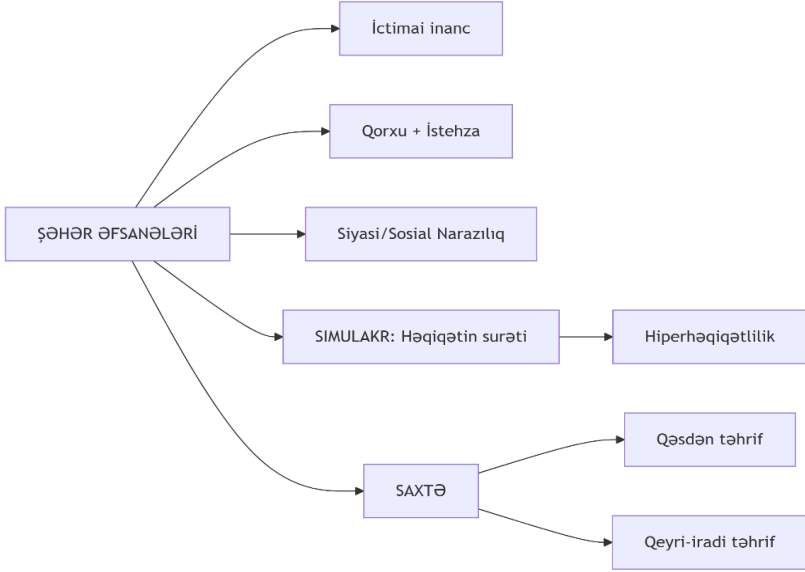 İctimai inanc
Qorxu + İstehza
ŞƏHƏR ƏFSANƏLƏRİ
Siyasi/Sosial Narazılıq
SIMULAKR: Həqiqətin surəti
Hiperhəqiqətlilik
Qəsdən təhrif
SAXTƏ
Qeyri-iradi təhrif